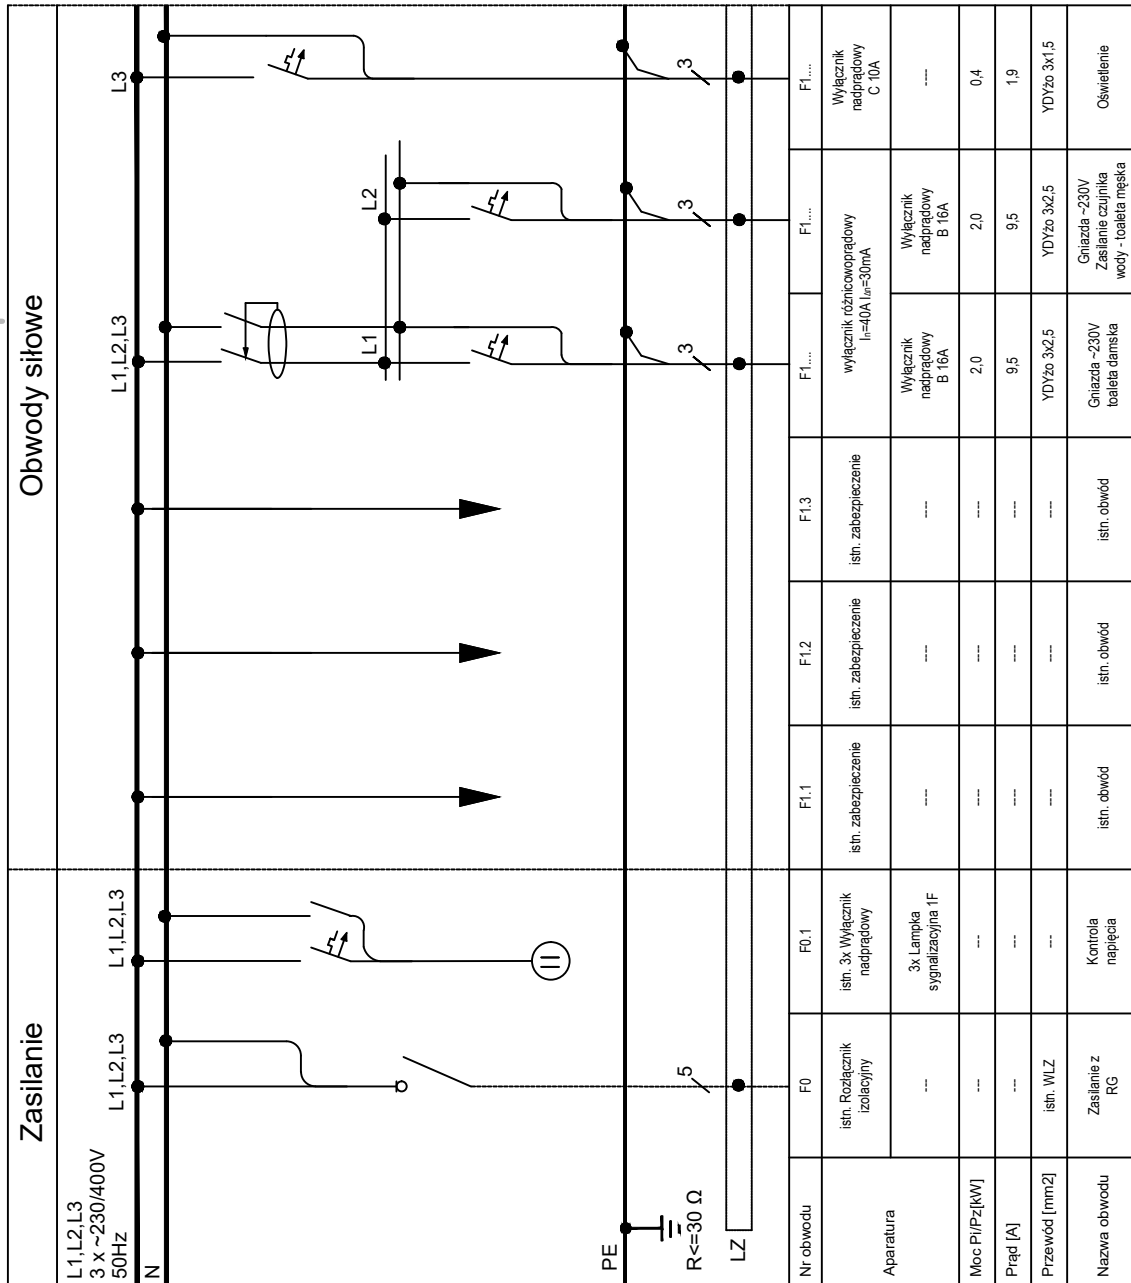 Zasilanie
Obwody siłowe
L1,L2,L3
3 x ~230/400V
50Hz
N
L1,L2,L3
L1,L2,L3
L1,L2,L3
L3
L1
L2
PE
R<=30 Ω
LZ
5
3
3
3
Nr obwodu
F0
F0.1
F1.1
F1.2
F1.3
F1....
F1....
F1....
Aparatura
istn. Rozłącznik
izolacyjny
istn. 3x Wyłącznik
nadprądowy
istn. zabezpieczenie
istn. zabezpieczenie
istn. zabezpieczenie
wyłącznik różnicowoprądowy
In=40A IΔn=30mA
Wyłącznik
nadprądowy
C 10A
---
3x Lampka
sygnalizacyjna 1F
----
----
----
Wyłącznik
nadprądowy
B 16A
Wyłącznik
nadprądowy
B 16A
----
Moc Pi/Pz[kW]
---
---
----
----
----
2,0
2,0
0,4
Prąd [A]
---
---
----
----
----
9,5
9,5
1,9
Przewód [mm2]
istn. WLZ
---
----
----
----
YDYżo 3x2,5
YDYżo 3x2,5
YDYżo 3x1,5
Nazwa obwodu
Zasilanie z
RG
Kontrola
napięcia
istn. obwód
istn. obwód
istn. obwód
Gniazda ~230V
toaleta damska
Gniazda ~230V
Zasilanie czujnika
wody - toaleta męska
Oświetlenie